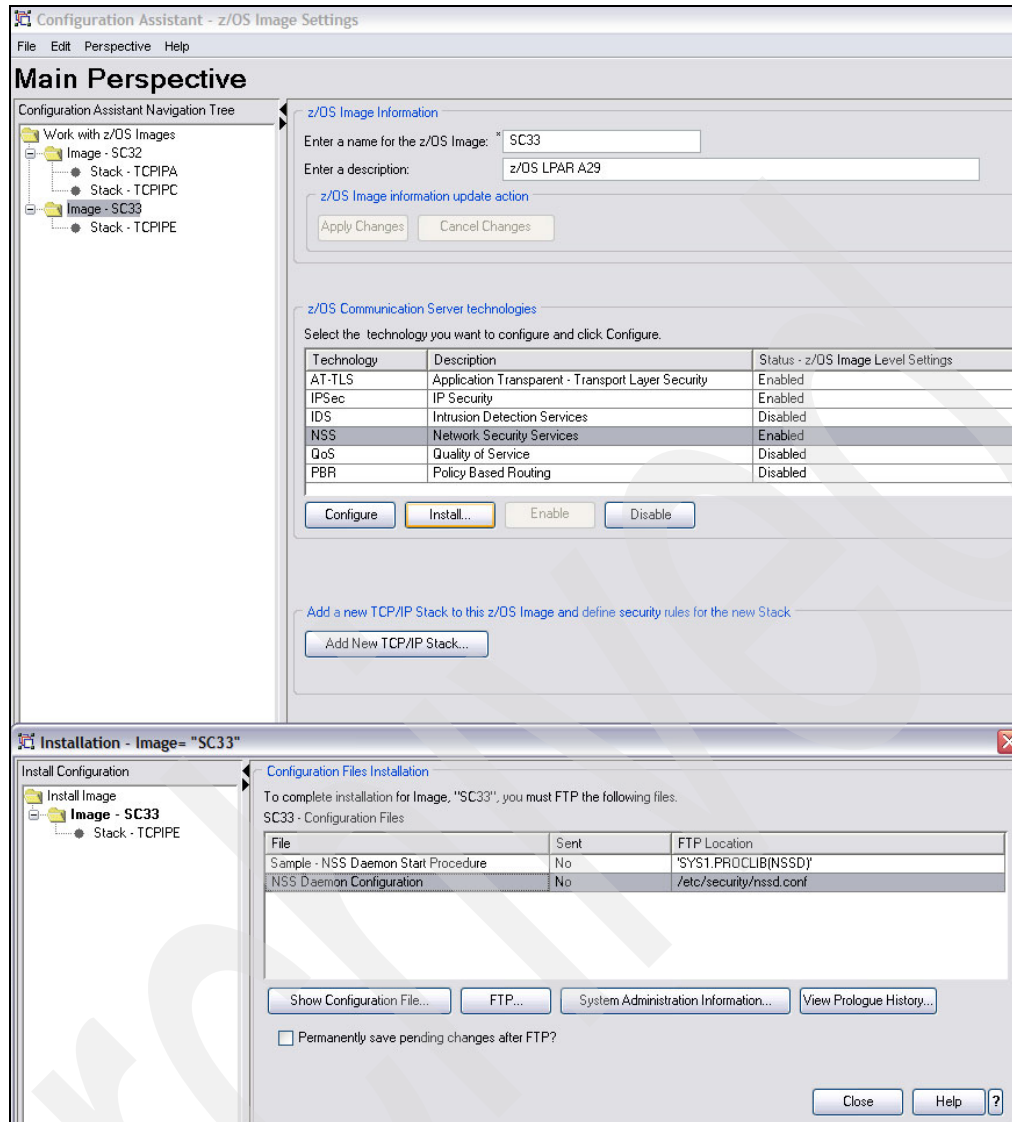 Configuration Assistant - z/OS Image Settings
File Edit Perspective Help
Main Perspective
Configuration Assistant Navigation Tree
Work with z/OS Images
Image - SC32
Stack - TCPIPA
Stack - TCPIPC
Image - SC33
Stack - TCPIPE
z/OS Image Information
Enter a name for the z/OS Image: * SC33
Enter a description: z/OS LPAR A29
z/OS Image information update action
Apply Changes Cancel Changes
z/OS Communication Server technologies
Select the technology you want to configure and click Configure.
Technology Description Status - z/OS Image Level Settings
AT-TLS Application Transparent - Transport Layer Security Enabled
IPSec IP Security Enabled
IDS Intrusion Detection Services Disabled
NSS Network Security Services Enabled
QoS Quality of Service Disabled
PBR Policy Based Routing Disabled
Configure Install... Enable Disable
Add a new TCP/IP Stack to this z/OS Image and define security rules for the new Stack
Add New TCP/IP Stack...
Installation - Image= "SC33"
Install Configuration
Install Image
Image - SC33
Stack - TCPIPE
Configuration Files Installation
To complete installation for Image, "SC33", you must FTP the following files.
SC33 - Configuration Files
File Sent FTP Location
Sample - NSS Daemon Start Procedure No 'SYS1.PROCLIB(NSSD)'
NSS Daemon Configuration No /etc/security/nssd.conf
Show Configuration File... FTP... System Administration Information... View Prologue History...
Permanently save pending changes after FTP?
Close Help ?